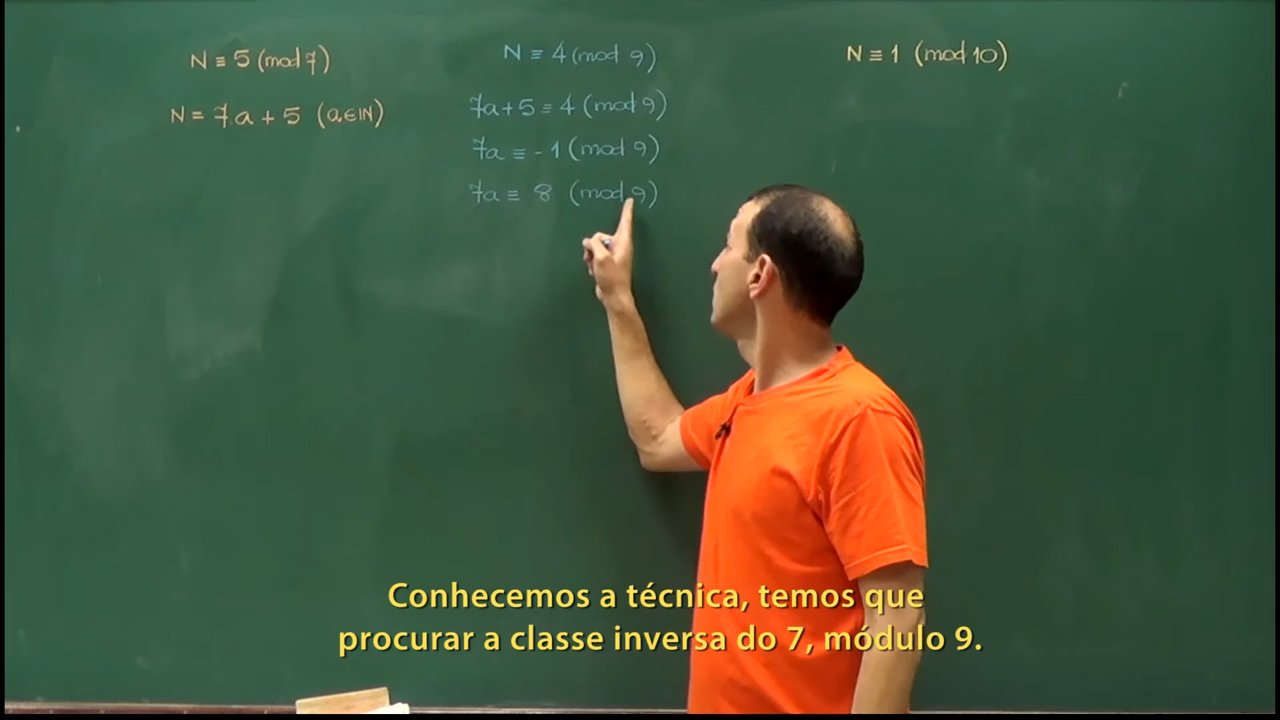 N ≡ 5 (mod 7)
N = 7a + 5 (a ∈ IN)
N ≡ 4 (mod 9)
7a + 5 ≡ 4 (mod 9)
7a ≡ -1 (mod 9)
7a ≡ 8 (mod 9)
N ≡ 1 (mod 10)
Conhecemos a técnica, temos que
procurar a classe inversa do 7, módulo 9.